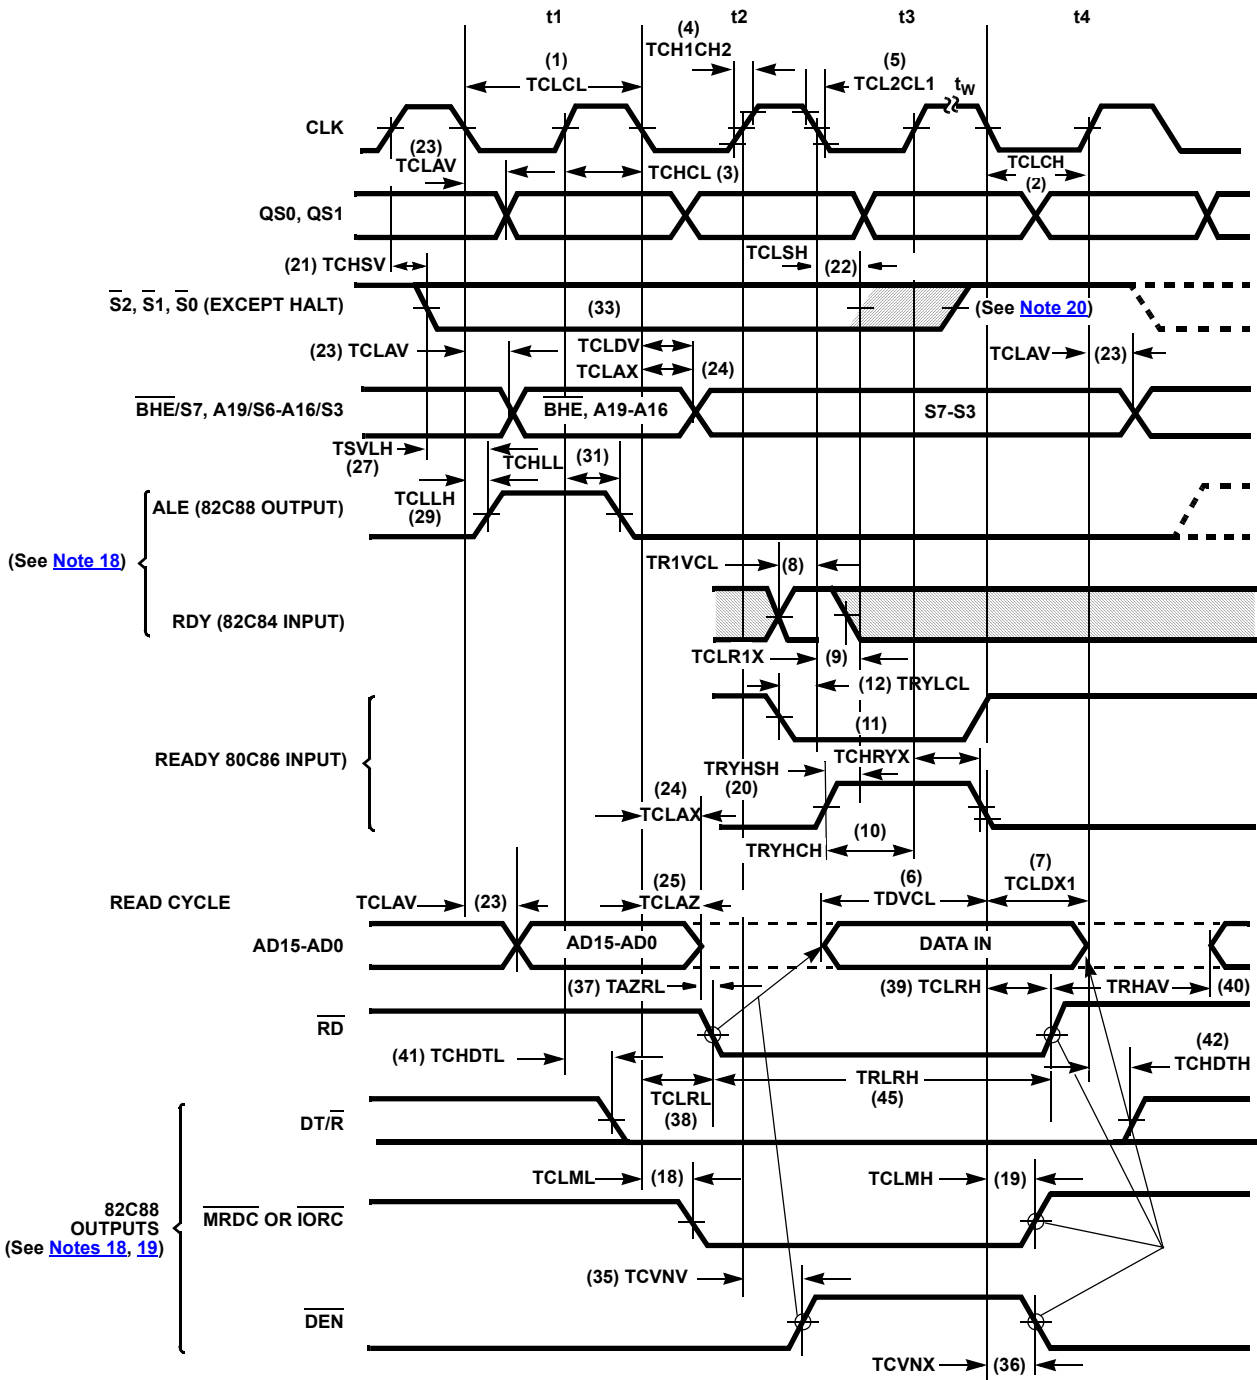 t1 t2 t3 t4
(4)
TCH1CH2
(1)
TCLCL
(5)
TCL2CL1
tW
CLK
(23)
TCLAV
TCHCL (3)
TCLCH
(2)
QS0, QS1
TCLSH
(21) TCHSV
(22)
S2, S1, S0 (EXCEPT HALT)
(33)
(See Note 20)
(23) TCLAV
TCLDV
TCLAX
(24)
TCLAV
(23)
BHE/S7, A19/S6-A16/S3
BHE, A19-A16
S7-S3
TSVLH
(27)
TCHLL
(31)
TCLLH
(29)
ALE (82C88 OUTPUT)
(See Note 18)
TR1VCL
(8)
RDY (82C84 INPUT)
TCLR1X
(9)
(12) TRYLCL
(11)
READY 80C86 INPUT)
TCHRYX
TRYHSH
(20)
(24)
TCLAX
(10)
TRYHCH
READ CYCLE
TCLAV
(23)
(25)
TCLAZ
(6)
TDVCL
(7)
TCLDX1
AD15-AD0
AD15-AD0
DATA IN
(37) TAZRL
(39) TCLRH
TRHAV
(40)
RD
(41) TCHDTL
(42)
TCHDTH
TCLRL
(38)
TRLRH
(45)
DT/R
TCLML
(18)
TCLMH
(19)
82C88
OUTPUTS
(See Notes 18, 19)
MRDC OR IORC
(35) TCVNV
DEN
TCVNX
(36)